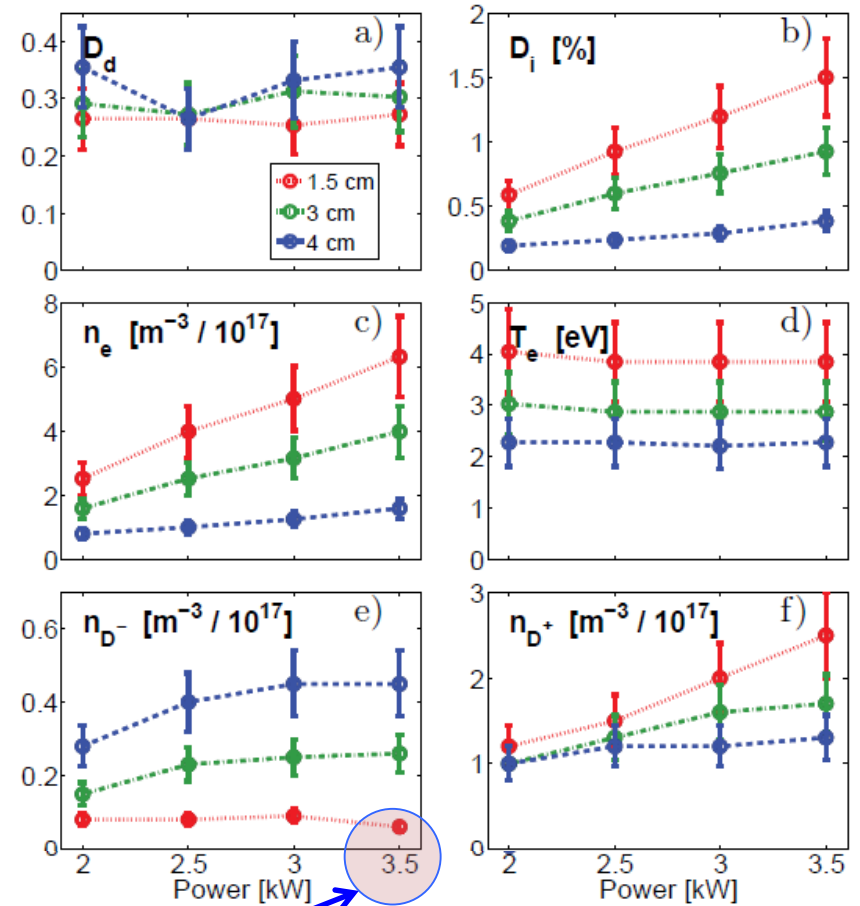 a)
D_d
0.4
0.3
0.2
0.1
0
1.5 cm
3 cm
4 cm
b)
D_i [%]
2
1.5
1
0.5
0
c)
n_e [m^−3 / 10^17]
8
6
4
2
0
d)
T_e [eV]
5
4
3
2
1
0
e)
n_D^− [m^−3 / 10^17]
0.6
0.4
0.2
0
2 2.5 3 3.5
Power [kW]
f)
n_D^+ [m^−3 / 10^17]
3
2
1
0
2 2.5 3 3.5
Power [kW]